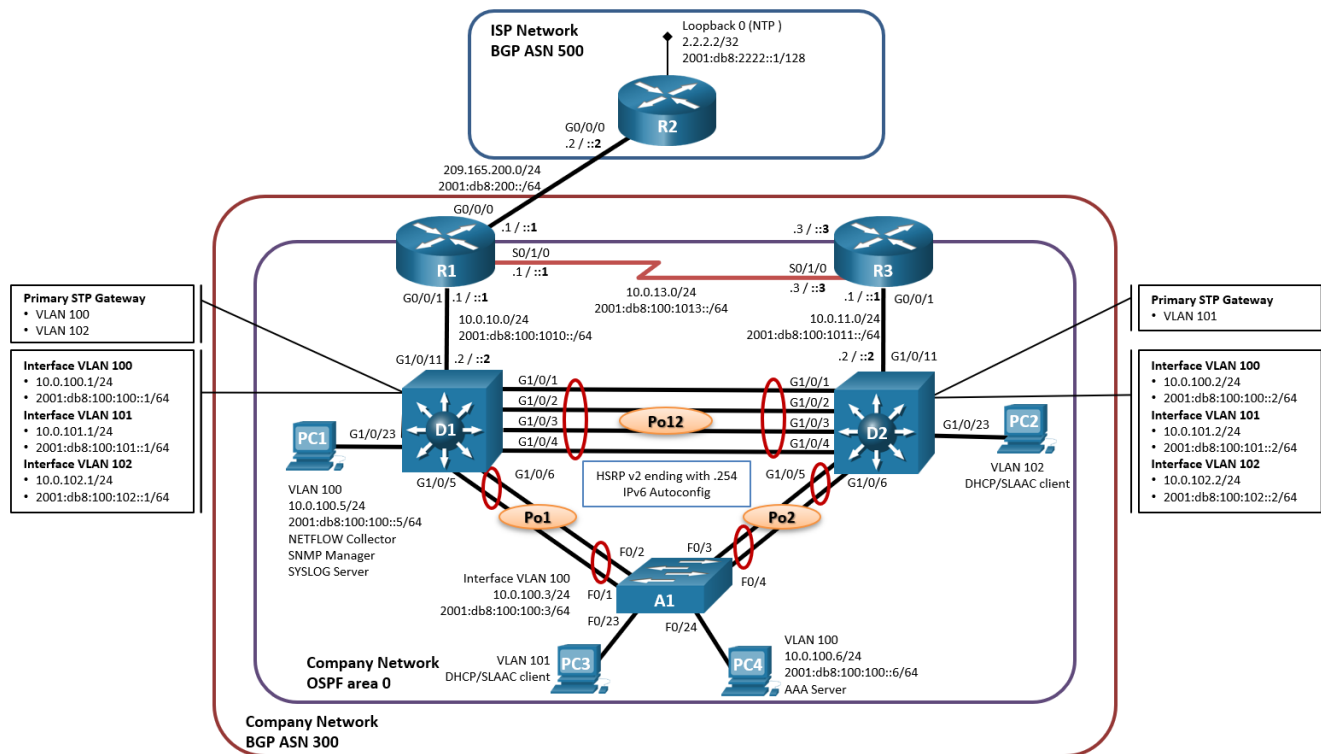 ISP Network
BGP ASN 500
Loopback 0 (NTP )
2.2.2.2/32
2001:db8:2222::1/128
R2
G0/0/0
.2 / ::2
209.165.200.0/24
2001:db8:200::/64
G0/0/0
.1 / ::1
R1
S0/1/0
.1 / ::1
G0/0/1
.1 / ::1
.3 / ::3
R3
S0/1/0
.3 / ::3
.1 / ::1
G0/0/1
10.0.13.0/24
2001:db8:100:1013::/64
10.0.10.0/24
2001:db8:100:1010::/64
10.0.11.0/24
2001:db8:100:1011::/64
Primary STP Gateway
• VLAN 100
• VLAN 102
Interface VLAN 100
• 10.0.100.1/24
• 2001:db8:100:100::1/64
Interface VLAN 101
• 10.0.101.1/24
• 2001:db8:100:101::1/64
Interface VLAN 102
• 10.0.102.1/24
• 2001:db8:100:102::1/64
Primary STP Gateway
• VLAN 101
Interface VLAN 100
• 10.0.100.2/24
• 2001:db8:100:100::2/64
Interface VLAN 101
• 10.0.101.2/24
• 2001:db8:100:101::2/64
Interface VLAN 102
• 10.0.102.2/24
• 2001:db8:100:102::2/64
G1/0/11
.2 / ::2
.2 / ::2
G1/0/11
G1/0/1
G1/0/2
G1/0/3
G1/0/4
G1/0/1
G1/0/2
G1/0/3
G1/0/4
Po12
D1
D2
PC1
G1/0/23
G1/0/23
PC2
VLAN 102
DHCP/SLAAC client
G1/0/6
G1/0/5
G1/0/5
G1/0/6
HSRP v2 ending with .254
IPv6 Autoconfig
VLAN 100
10.0.100.5/24
2001:db8:100:100::5/64
NETFLOW Collector
SNMP Manager
SYSLOG Server
Po1
Po2
F0/2
F0/1
F0/3
F0/4
Interface VLAN 100
10.0.100.3/24
2001:db8:100:100:3/64
A1
F0/23
F0/24
VLAN 101
DHCP/SLAAC client
PC3
PC4
VLAN 100
10.0.100.6/24
2001:db8:100:100::6/64
AAA Server
Company Network
OSPF area 0
Company Network
BGP ASN 300